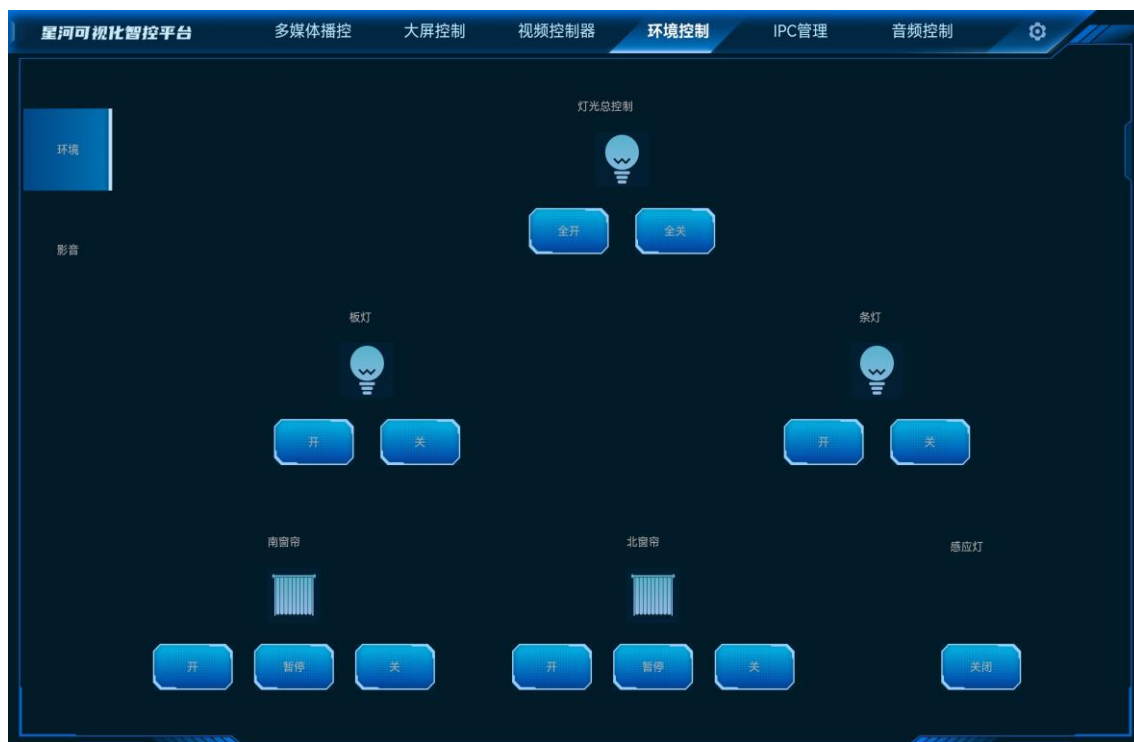 星河可视化智控平台 多媒体播控 大屏控制 视频控制器 环境控制 IPC管理 音频控制
灯光总控制
环境
全开 全关
影音
板灯 条灯
开 关 开 关
南窗帘 北窗帘 感应灯
开 暂停 关 开 暂停 关 关闭